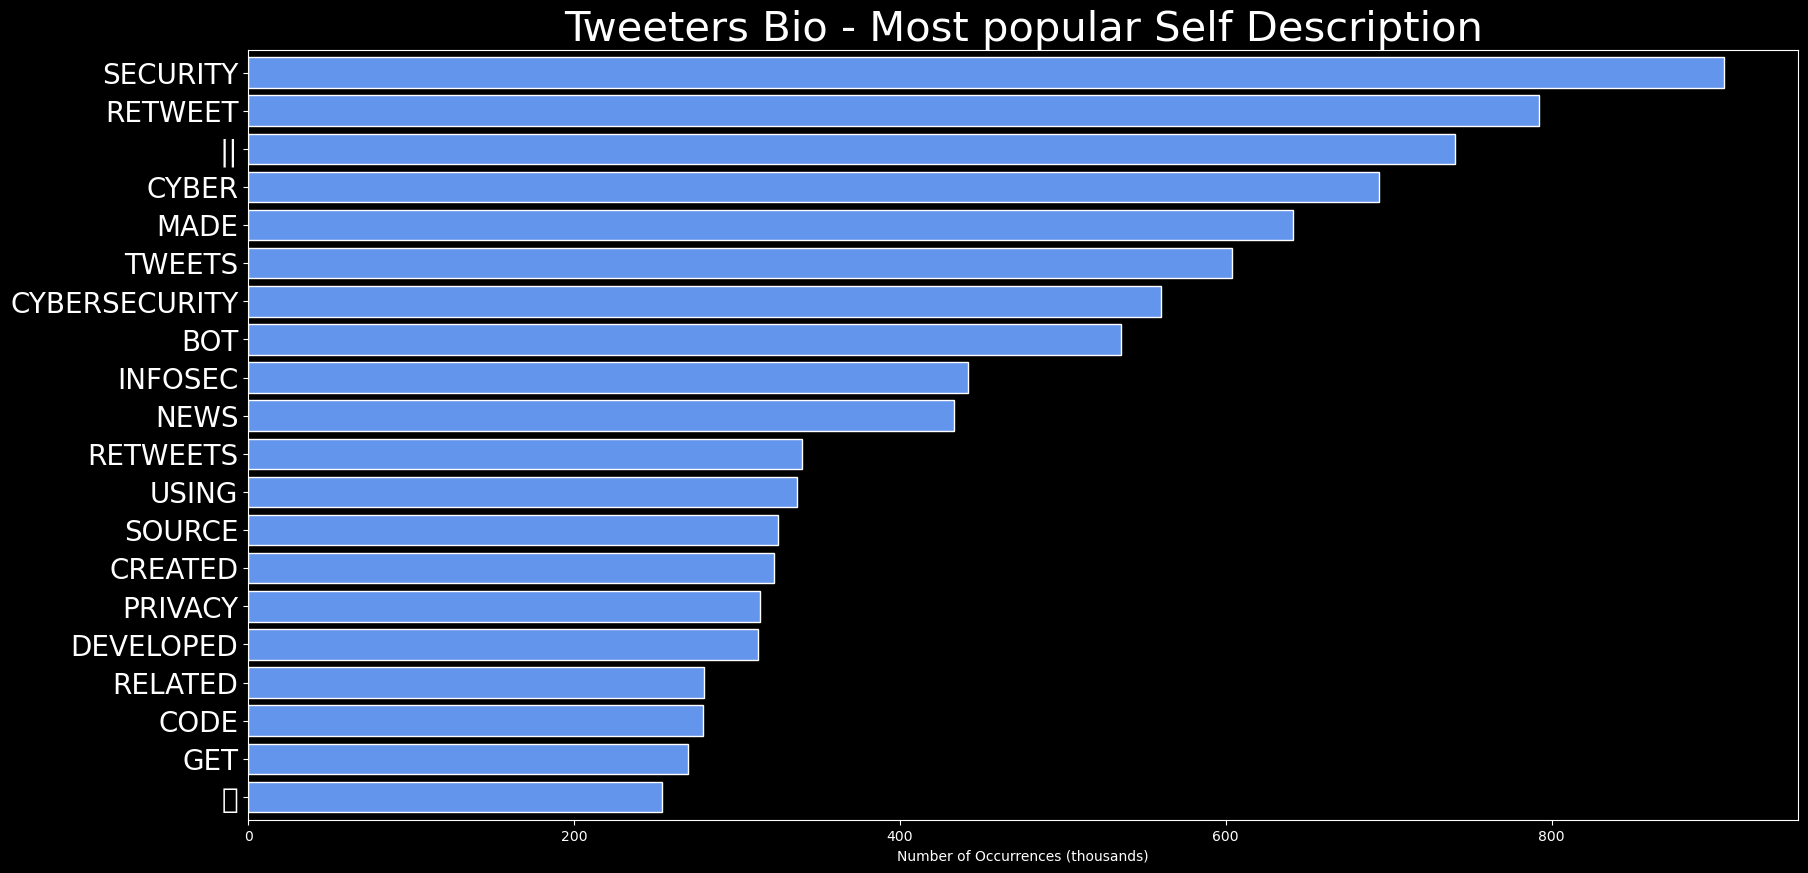 Tweeters Bio - Most popular Self Description
SECURITY
RETWEET
||
CYBER
MADE
TWEETS
CYBERSECURITY
BOT
INFOSEC
NEWS
RETWEETS
USING
SOURCE
CREATED
PRIVACY
DEVELOPED
RELATED
CODE
GET
0 200 400 600 800
Number of Occurrences (thousands)